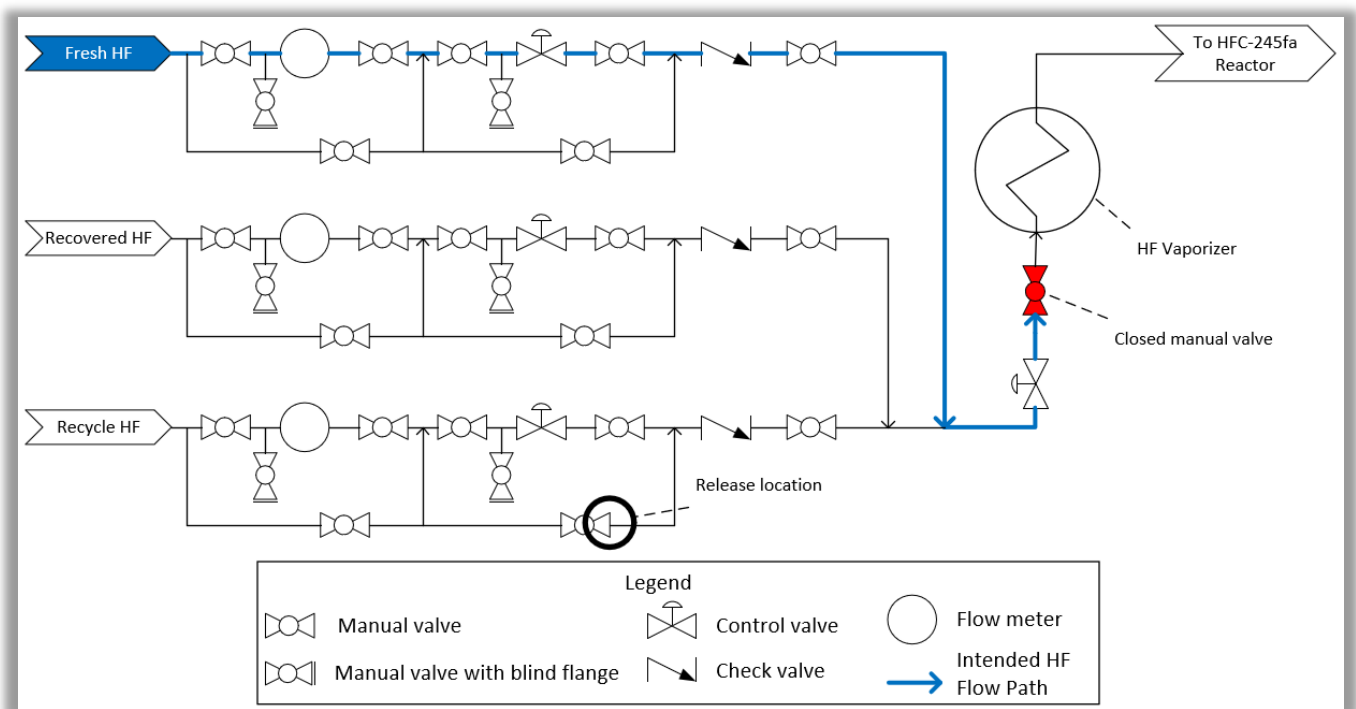 Fresh HF
To HFC-245fa
Reactor
Recovered HF
HF Vaporizer
Closed manual valve
Recycle HF
Release location
Legend
Manual valve
Control valve
Flow meter
Manual valve with blind flange
Check valve
Intended HF
Flow Path